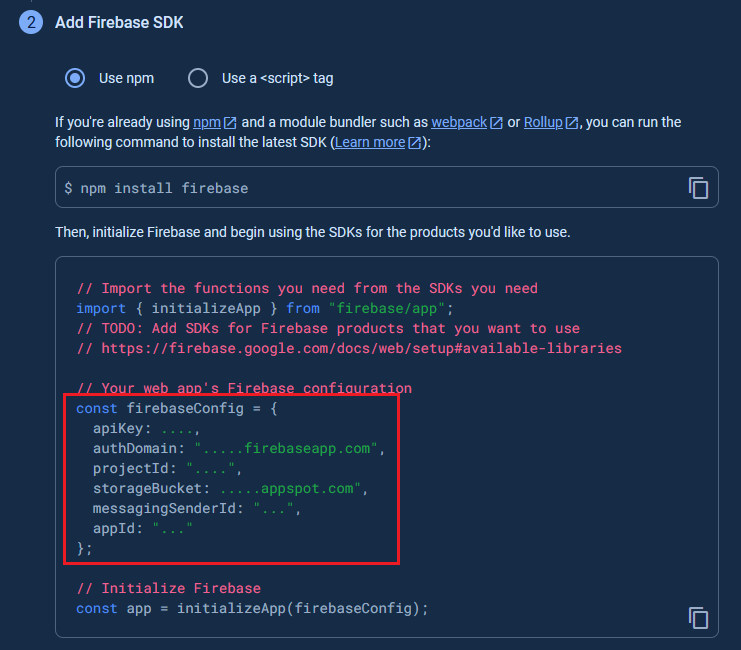 2 Add Firebase SDK
Use npm Use a <script> tag
If you're already using npm and a module bundler such as webpack or Rollup, you can run the
following command to install the latest SDK (Learn more):
$ npm install firebase
Then, initialize Firebase and begin using the SDKs for the products you'd like to use.
// Import the functions you need from the SDKs you need
import { initializeApp } from "firebase/app";
// TODO: Add SDKs for Firebase products that you want to use
// https://firebase.google.com/docs/web/setup#available-libraries
// Your web app's Firebase configuration
const firebaseConfig = {
  apiKey: ....,
  authDomain: ".....firebaseapp.com",
  projectId: "....",
  storageBucket: .....appspot.com",
  messagingSenderId: "...",
  appId: "..."
};
// Initialize Firebase
const app = initializeApp(firebaseConfig);